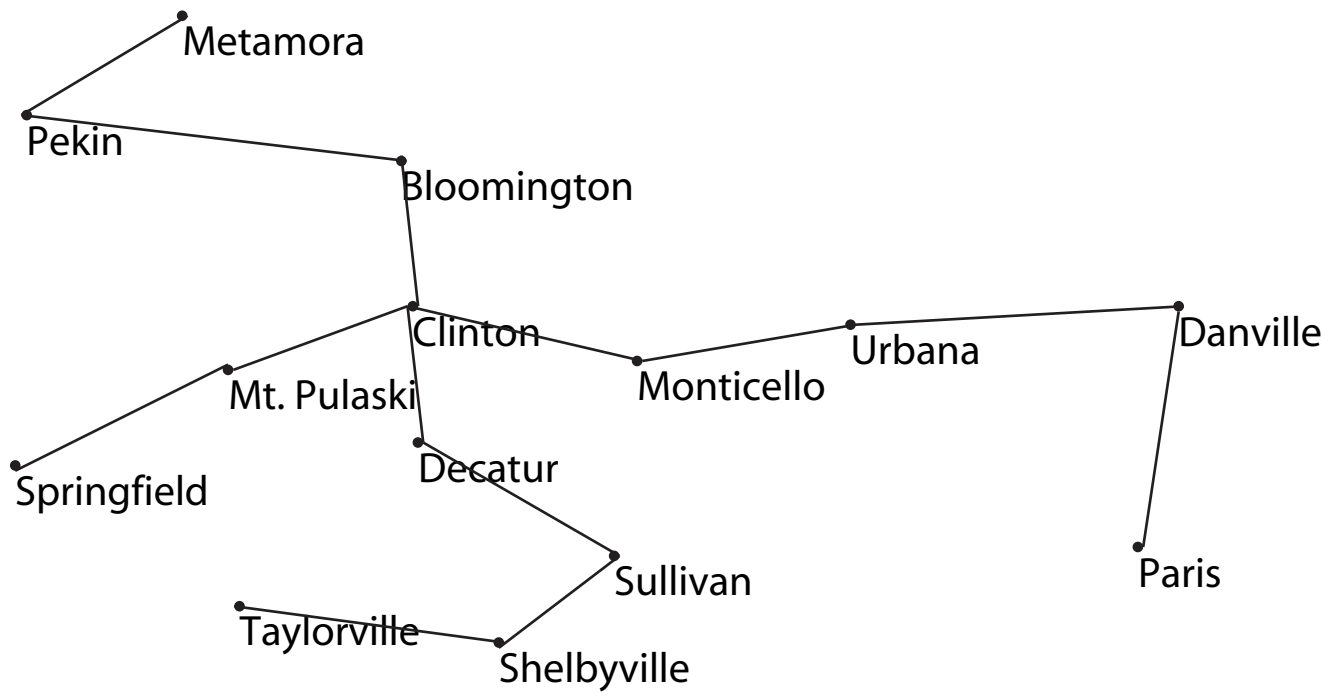 Metamora
Pekin
Bloomington
Clinton
Danville
Urbana
Monticello
Mt. Pulaski
Decatur
Springfield
Paris
Sullivan
Taylorville
Shelbyville